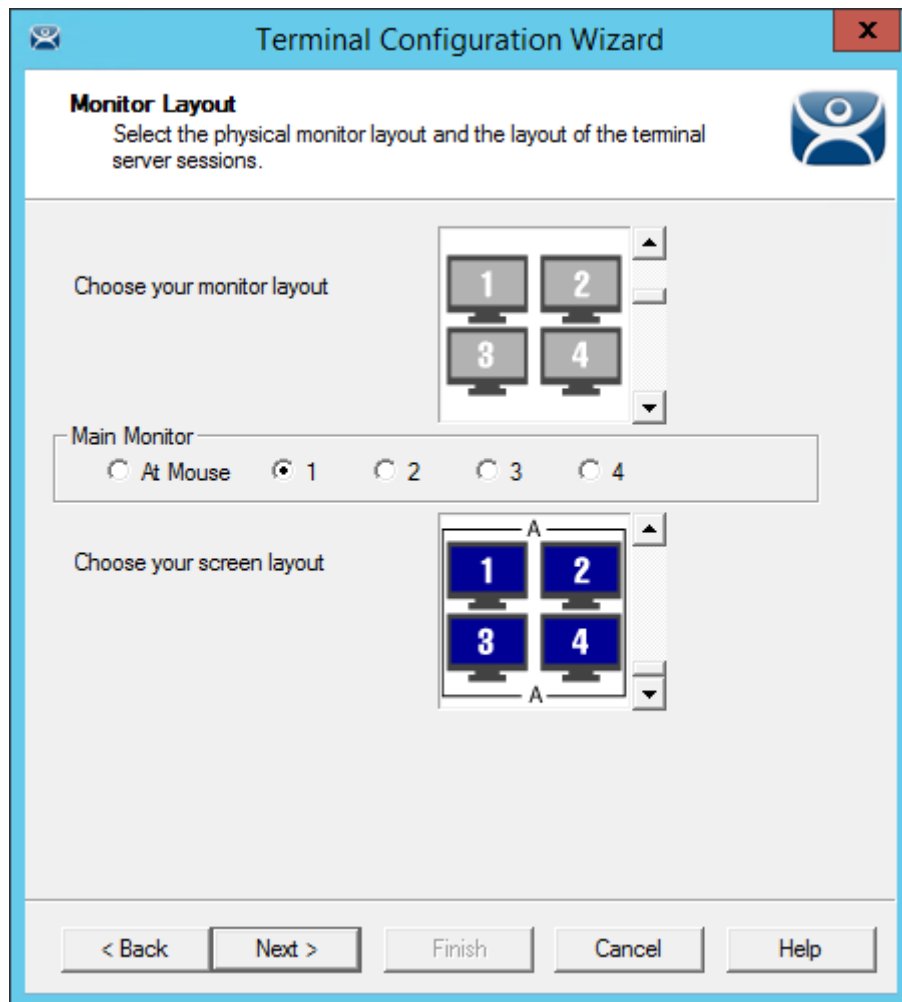 Terminal Configuration Wizard
x
Monitor Layout
Select the physical monitor layout and the layout of the terminal
server sessions.
Choose your monitor layout
1 2
3 4
Main Monitor
At Mouse 1 2 3 4
Choose your screen layout
A
1 2
3 4
A
< Back Next > Finish Cancel Help